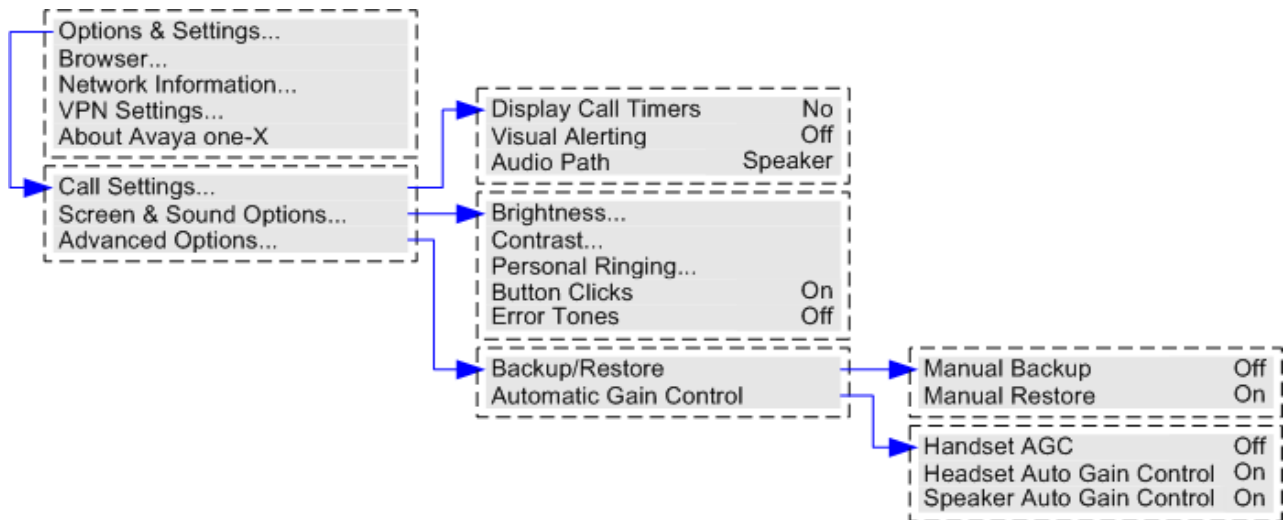 Options & Settings...
Browser...
Network Information...
VPN Settings...
About Avaya one-X
Call Settings...
Screen & Sound Options...
Advanced Options...
Display Call Timers No
Visual Alerting Off
Audio Path Speaker
Brightness...
Contrast...
Personal Ringing...
Button Clicks On
Error Tones Off
Backup/Restore
Automatic Gain Control
Manual Backup Off
Manual Restore On
Handset AGC Off
Headset Auto Gain Control On
Speaker Auto Gain Control On